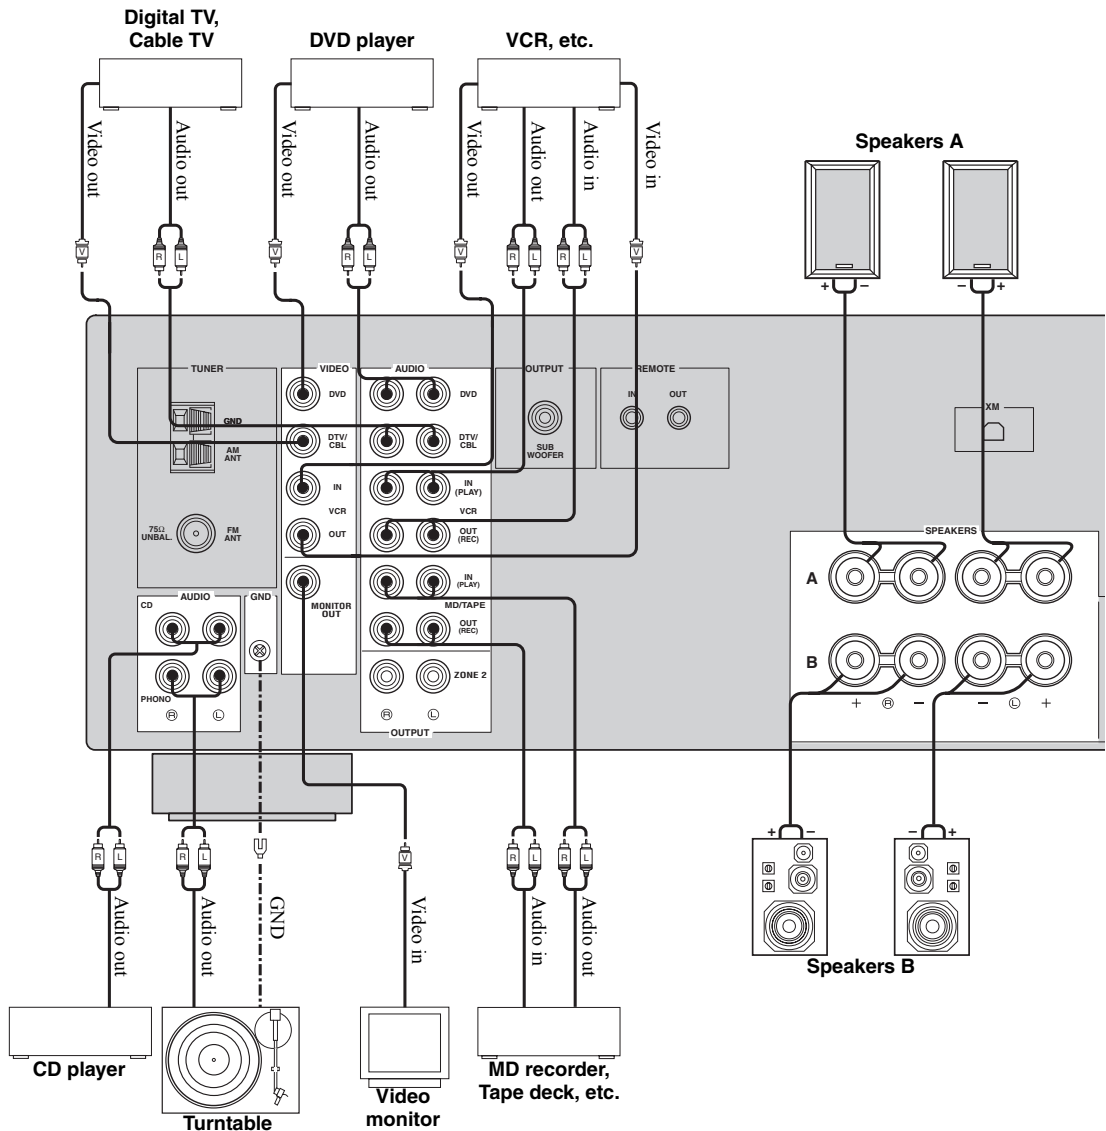 Digital TV,
Cable TV
DVD player
VCR, etc.
Video out
Audio out
Video out
Audio out
Video out
Audio out
Audio in
Video in
V
R L
V
R L
V
R L
R L
V
Speakers A
+ −
− +
TUNER
VIDEO
AUDIO
OUTPUT
REMOTE
DVD
DVD
IN
OUT
GND
XM
DTV/
CBL
DTV/
CBL
SUB
WOOFER
AM
ANT
IN
IN
(PLAY)
VCR
VCR
75Ω
UNBAL.
FM
ANT
OUT
OUT
(REC)
SPEAKERS
A
IN
(PLAY)
AUDIO
GND
CD
MONITOR
OUT
MD/TAPE
OUT
(REC)
B
ZONE 2
PHONO
R L
R L
+ R − − L +
OUTPUT
+ −
− +
R L
R L
V
R L
R L
Audio out
Audio out
GND
Video in
Audio in
Audio out
Speakers B
CD player
Turntable
Video
monitor
MD recorder,
Tape deck, etc.